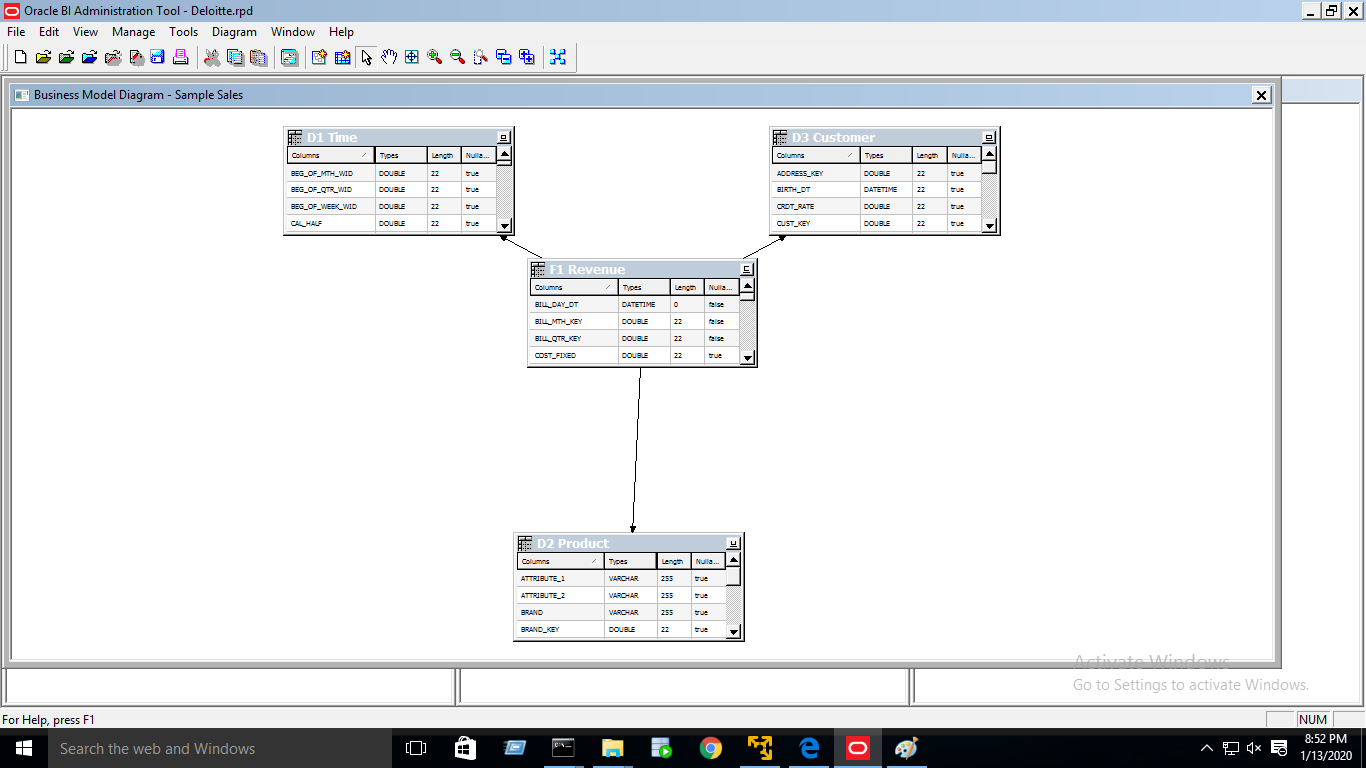 Oracle BI Administration Tool - Deloitte.rpd
File Edit View Manage Tools Diagram Window Help
Business Model Diagram - Sample Sales
D1 Time
Columns Types Length Nulla...
BEG_OF_MTH_WID DOUBLE 22 true
BEG_OF_QTR_WID DOUBLE 22 true
BEG_OF_WEEK_WID DOUBLE 22 true
CAL_HALF DOUBLE 22 true
D3 Customer
Columns Types Length Nulla...
ADDRESS_KEY DOUBLE 22 true
BIRTH_DT DATETIME 22 true
CRDT_RATE DOUBLE 22 true
CUST_KEY DOUBLE 22 true
F1 Revenue
Columns Types Length Nulla...
BILL_DAY_DT DATETIME 0 false
BILL_MTH_KEY DOUBLE 22 false
BILL_QTR_KEY DOUBLE 22 false
COST_FIXED DOUBLE 22 true
D2 Product
Columns Types Length Nulla...
ATTRIBUTE_1 VARCHAR 255 true
ATTRIBUTE_2 VARCHAR 255 true
BRAND VARCHAR 255 true
BRAND_KEY DOUBLE 22 true
Activate Windows
Go to Settings to activate Windows.
For Help, press F1
NUM
Search the web and Windows
8:52 PM
1/13/2020